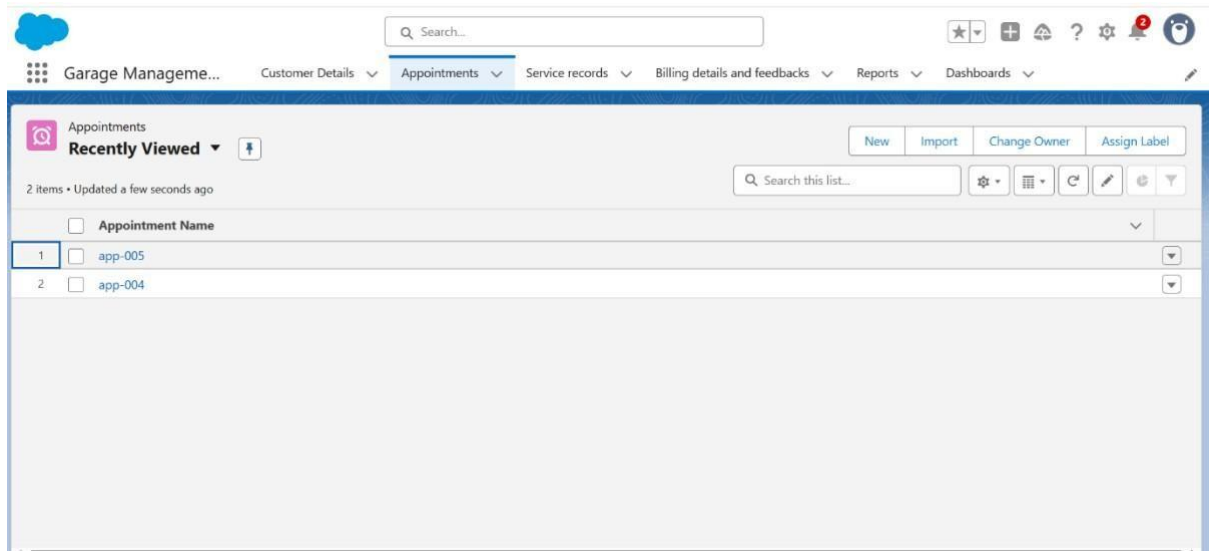 Search...
2
Garage Manageme... Customer Details Appointments Service records Billing details and feedbacks Reports Dashboards
Appointments
Recently Viewed
New Import Change Owner Assign Label
2 items • Updated a few seconds ago
Search this list...
Appointment Name
1 app-005
2 app-004